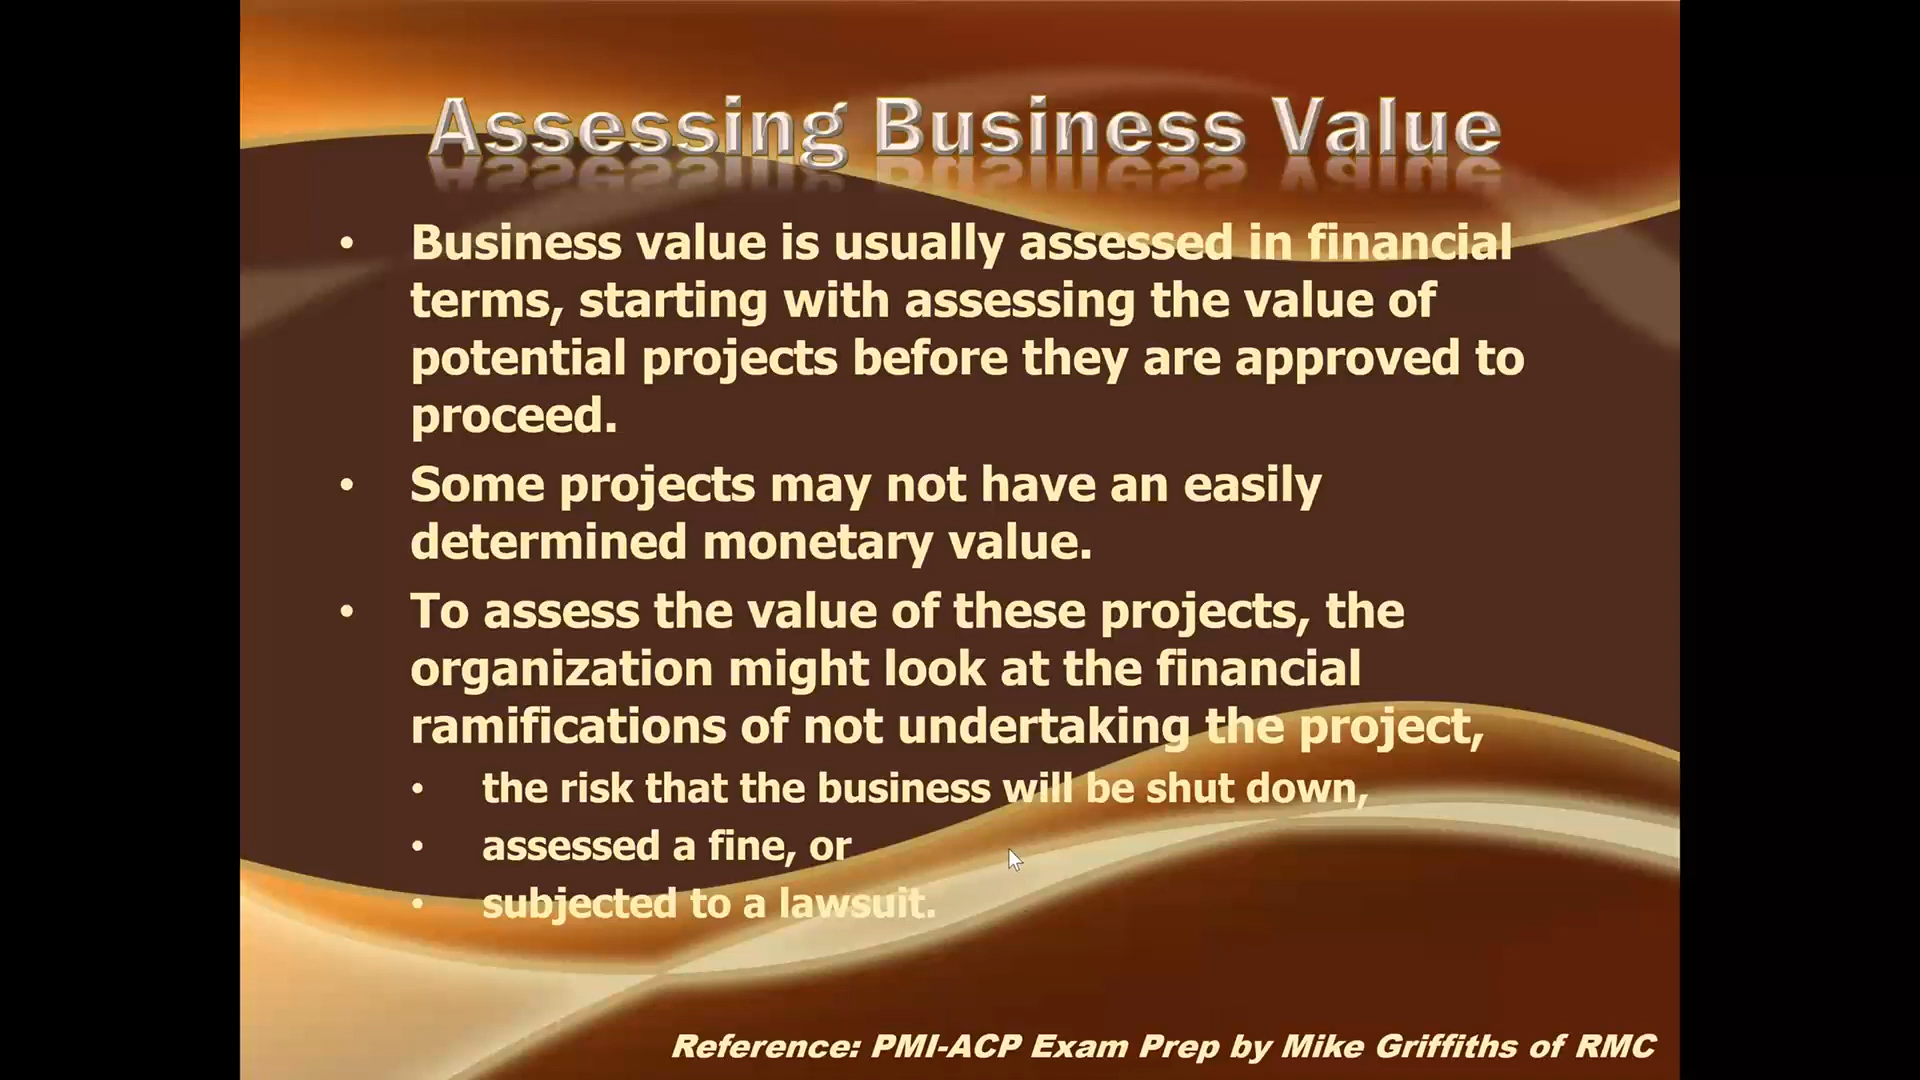 Assessing Business Value
• Business value is usually assessed in financial
terms, starting with assessing the value of
potential projects before they are approved to
proceed.
• Some projects may not have an easily
determined monetary value.
• To assess the value of these projects, the
organization might look at the financial
ramifications of not undertaking the project,
• the risk that the business will be shut down,
• assessed a fine, or
• subjected to a lawsuit.
Reference: PMI-ACP Exam Prep by Mike Griffiths of RMC